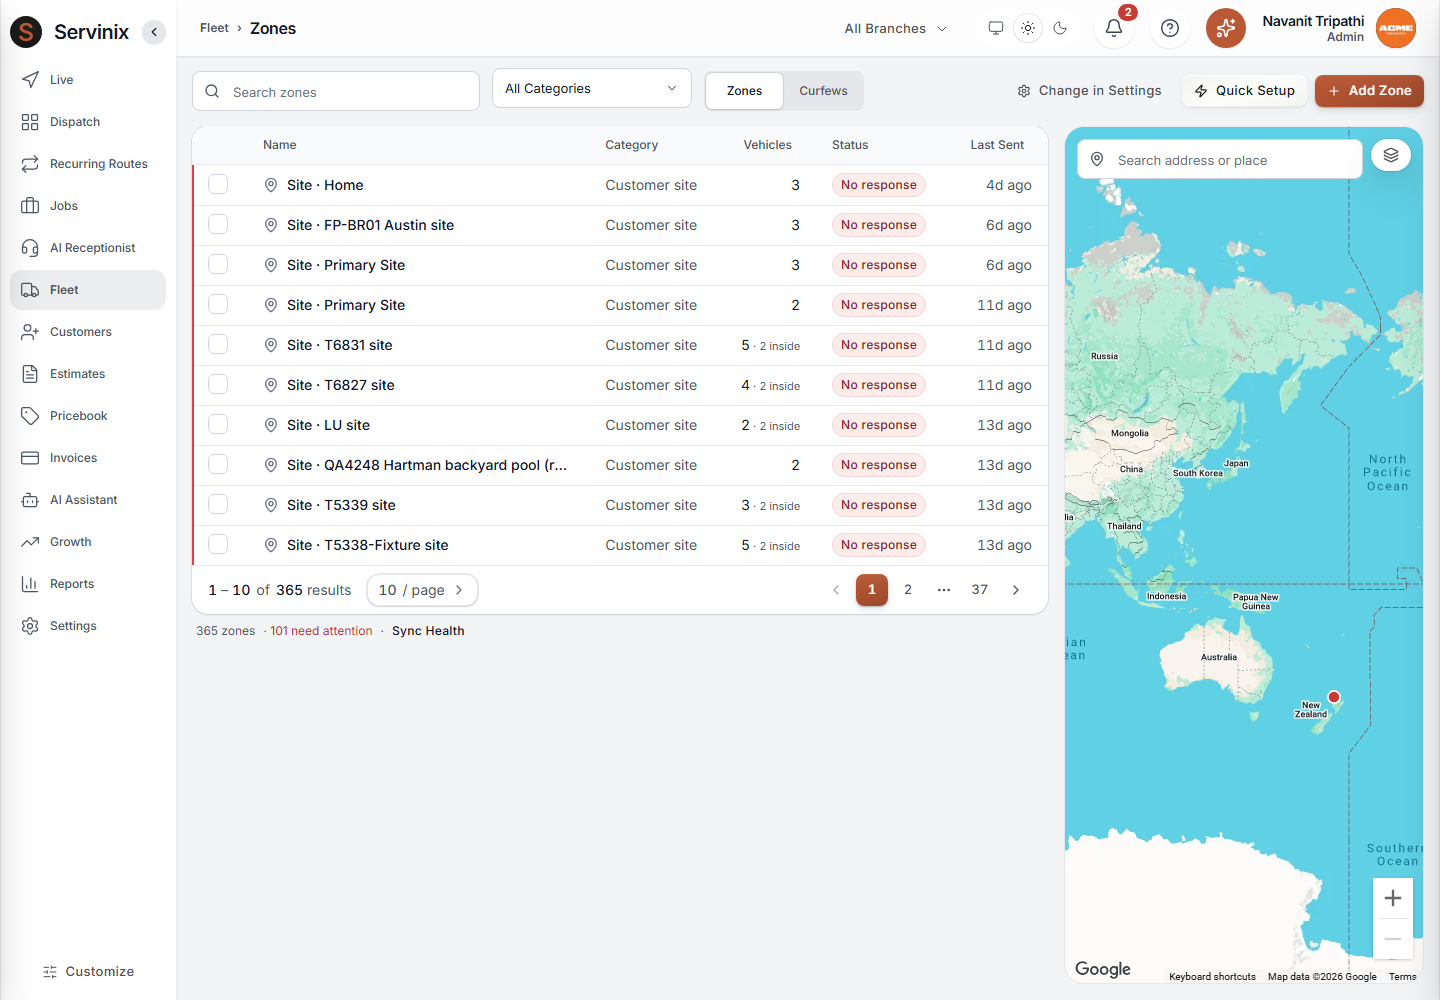 Servinix
Fleet › Zones
All Branches
2
Navanit Tripathi
Admin
ACME
Live
Dispatch
Recurring Routes
Jobs
AI Receptionist
Fleet
Customers
Estimates
Pricebook
Invoices
AI Assistant
Growth
Reports
Settings
Customize
Search zones
All Categories
Zones
Curfews
Change in Settings
Quick Setup
+ Add Zone
Name Category Vehicles Status Last Sent
Site · Home Customer site 3 No response 4d ago
Site · FP-BR01 Austin site Customer site 3 No response 6d ago
Site · Primary Site Customer site 3 No response 6d ago
Site · Primary Site Customer site 2 No response 11d ago
Site · T6831 site Customer site 5 · 2 inside No response 11d ago
Site · T6827 site Customer site 4 · 2 inside No response 11d ago
Site · LU site Customer site 2 · 2 inside No response 13d ago
Site · QA4248 Hartman backyard pool (r... Customer site 2 No response 13d ago
Site · T5339 site Customer site 3 · 2 inside No response 13d ago
Site · T5338-Fixture site Customer site 5 · 2 inside No response 13d ago
1 – 10 of 365 results 10 / page 1 2 ··· 37
365 zones · 101 need attention · Sync Health
Search address or place
Russia
Mongolia
China
South Korea
Japan
Thailand
lia
North
Pacific
Ocean
Indonesia
Papua New
Guinea
ian
ean
Australia
New
Zealand
Southern
Ocean
Google
Keyboard shortcuts Map data ©2026 Google Terms